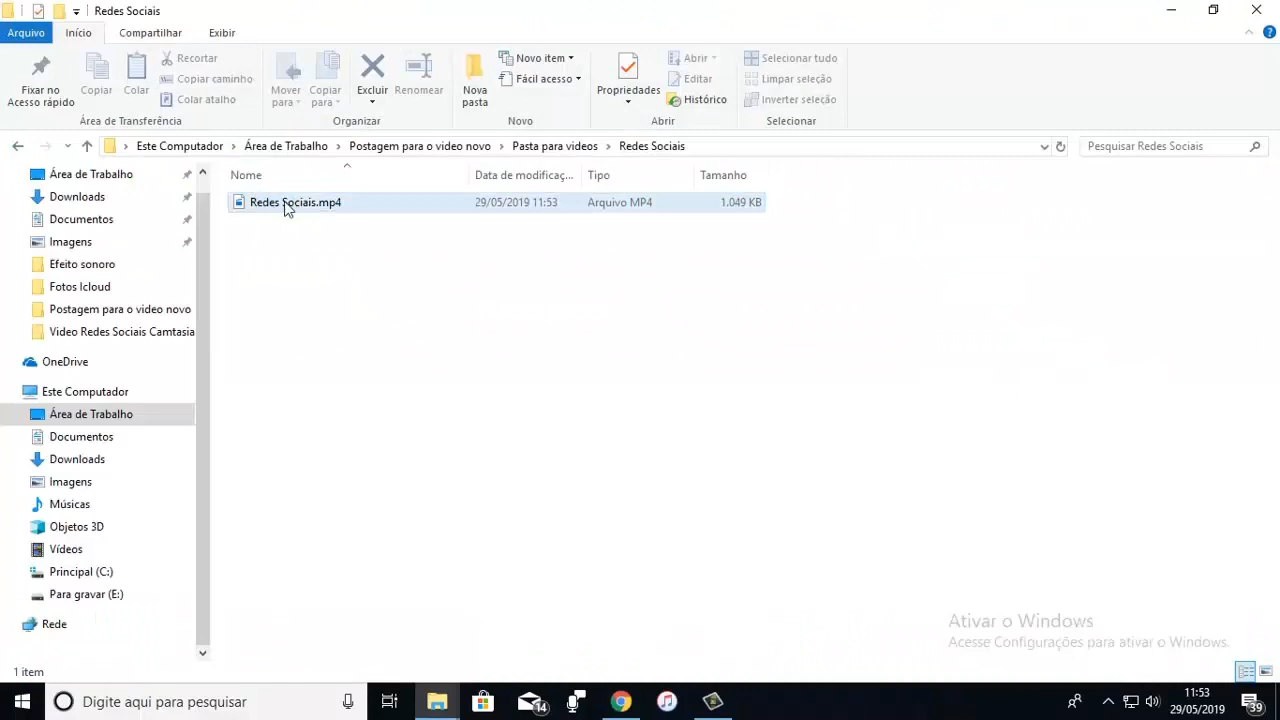 Redes Sociais
Arquivo Início Compartilhar Exibir
Fixar no Acesso rápido
Copiar
Colar
Recortar
Copiar caminho
Colar atalho
Área de Transferência
Mover para
Copiar para
Excluir
Renomear
Organizar
Nova pasta
Novo item
Fácil acesso
Novo
Propriedades
Abrir
Editar
Histórico
Abrir
Selecionar tudo
Limpar seleção
Inverter seleção
Selecionar
Este Computador › Área de Trabalho › Postagem para o video novo › Pasta para videos › Redes Sociais
Pesquisar Redes Sociais
Nome Data de modificaç... Tipo Tamanho
Redes Sociais.mp4 29/05/2019 11:53 Arquivo MP4 1.049 KB
Área de Trabalho
Downloads
Documentos
Imagens
Efeito sonoro
Fotos Icloud
Postagem para o video novo
Video Redes Sociais Camtasia
OneDrive
Este Computador
Área de Trabalho
Documentos
Downloads
Imagens
Músicas
Objetos 3D
Vídeos
Principal (C:)
Para gravar (E:)
Rede
Ativar o Windows
Acesse Configurações para ativar o Windows.
1 item
Digite aqui para pesquisar
14
11:53
29/05/2019
39